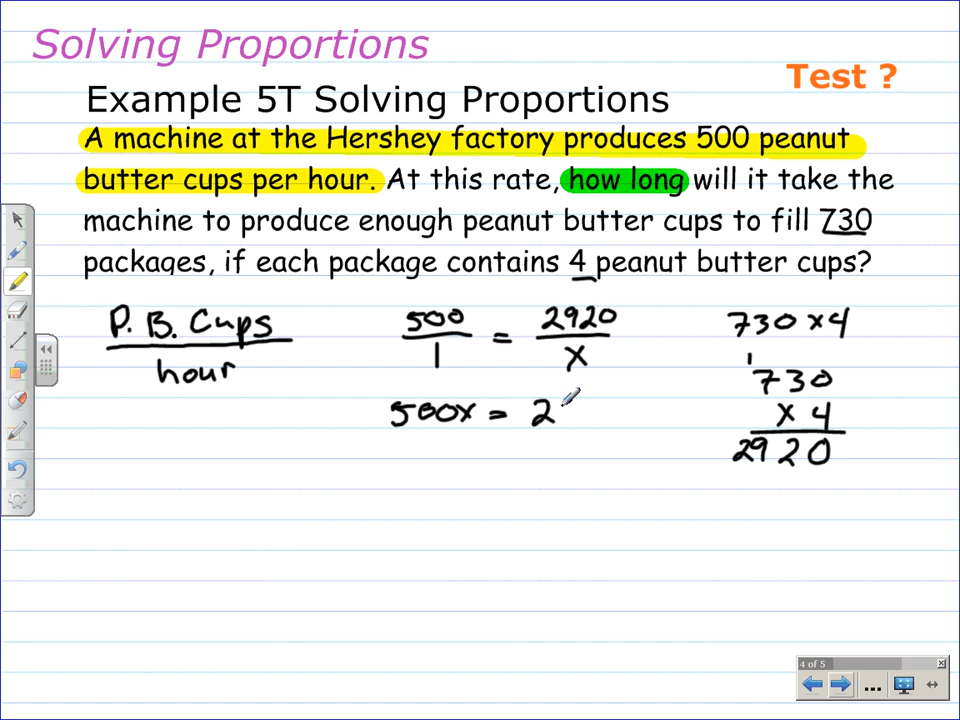 Solving Proportions
Test ?
Example 5T Solving Proportions
A machine at the Hershey factory produces 500 peanut
butter cups per hour. At this rate, how long will it take the
machine to produce enough peanut butter cups to fill 730
packages, if each package contains 4 peanut butter cups?
P. B. Cups
hour
500 / 1 = 2920 / x
500x = 2
730 x 4
1
730
x 4
2920
4 of 5
...